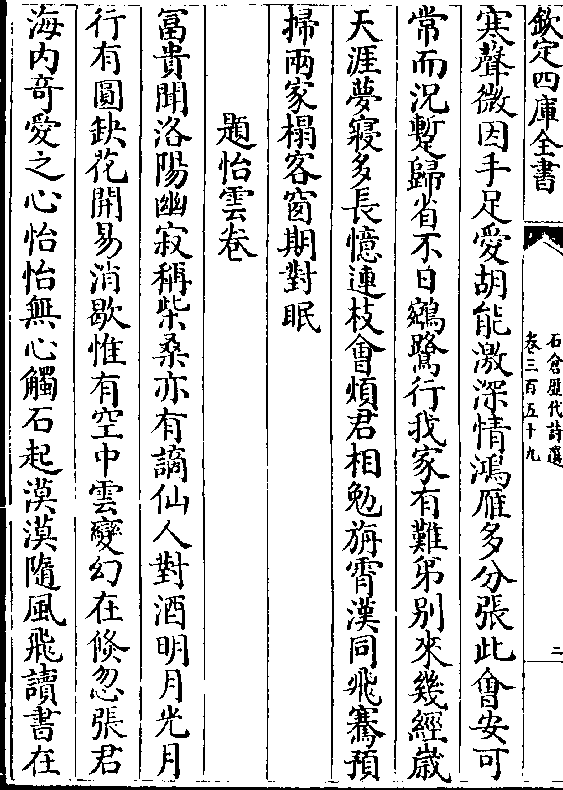 欽定四庫全書
石倉歷代詩選
卷三百五十九
二
寒聲微因手足愛胡能激深情鴻雁多分張此會安可
常而況蹔歸省不日鵷鷺行我家有難弟別來幾經歳
天涯夢寢多長憶連枝會煩君相勉旃霄漢同飛騫預
掃兩家榻客窗期對眠
題怡雲卷
富貴聞洛陽幽寂稱柴桑亦有謫仙人對酒明月光月
行有圓缺花開易消歇惟有空中雲變幻在倏忽張君
海内奇愛之心怡怡無心觸石起漠漠隨風飛讀書在